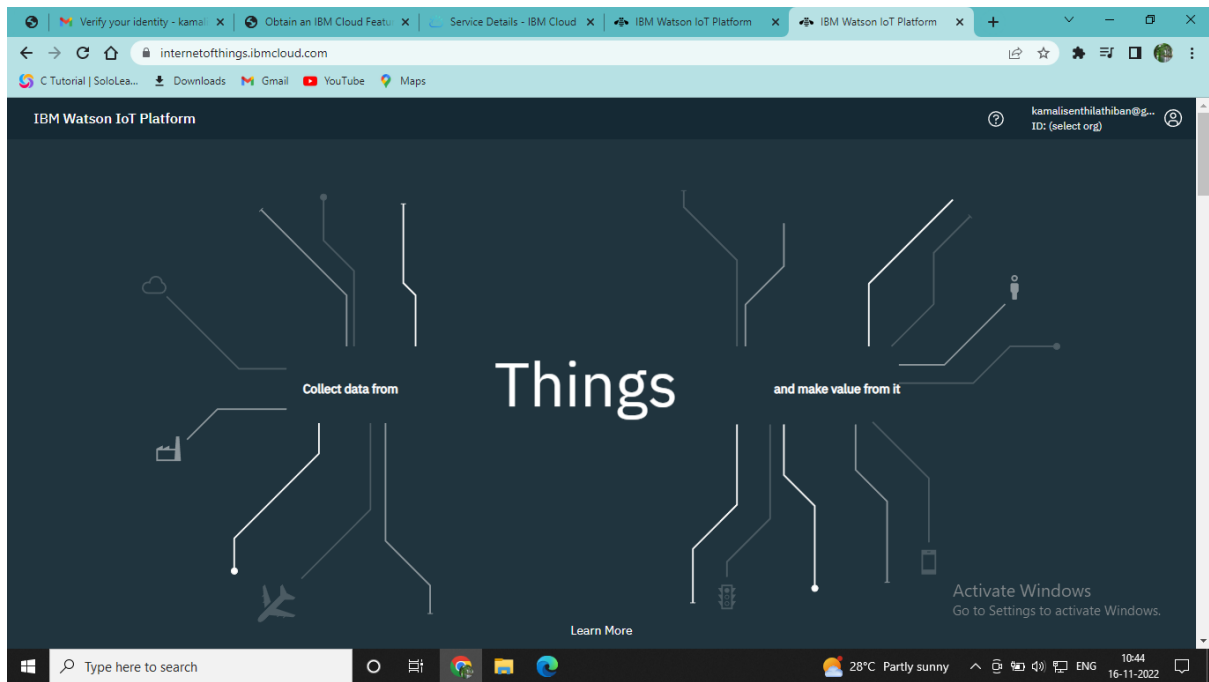 Verify your identity - kamali
Obtain an IBM Cloud Featur
Service Details - IBM Cloud
IBM Watson IoT Platform
IBM Watson IoT Platform
internetofthings.ibmcloud.com
C Tutorial | SoloLea...
Downloads
Gmail
YouTube
Maps
IBM Watson IoT Platform
kamalisenthilathiban@g...
ID: (select org)
Collect data from
Things
and make value from it
Activate Windows
Go to Settings to activate Windows.
Learn More
Type here to search
28°C Partly sunny
ENG
10:44
16-11-2022